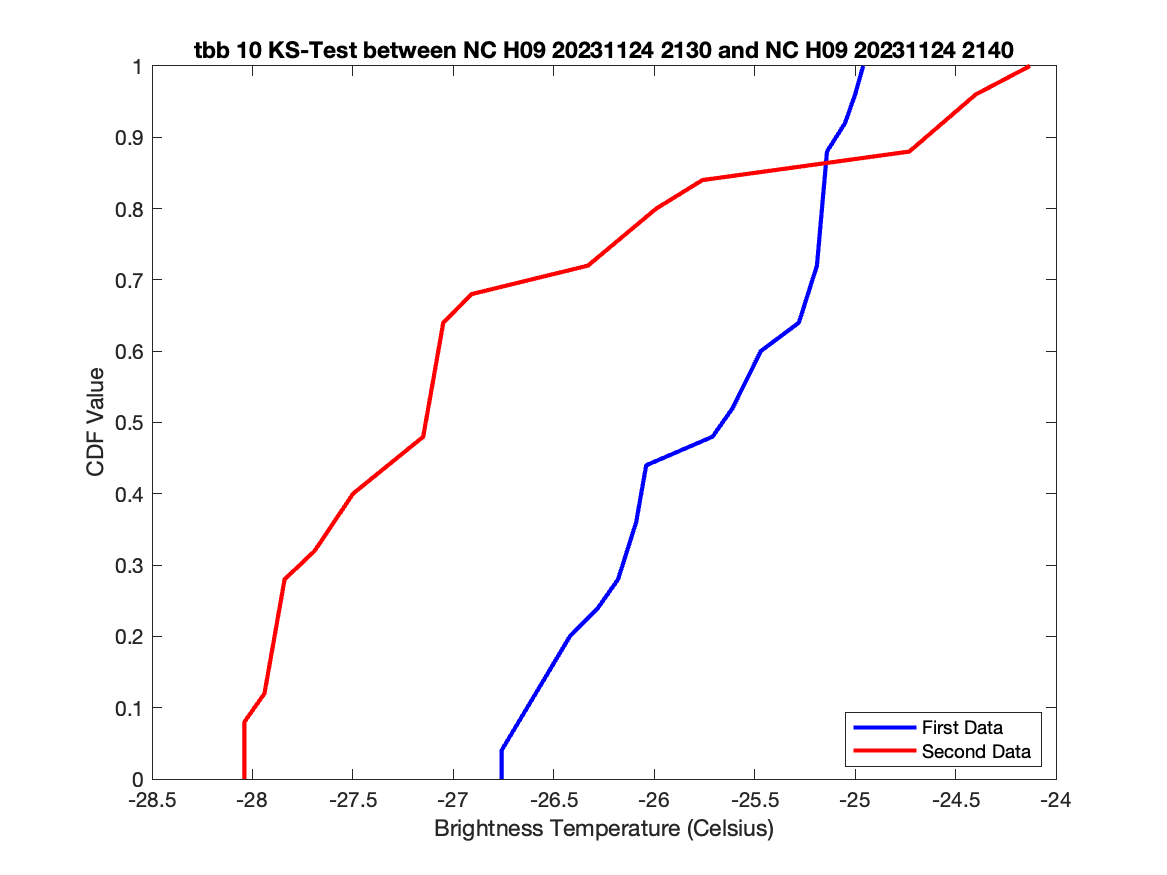 tbb 10 KS-Test between NC H09 20231124 2130 and NC H09 20231124 2140
1
0.9
0.8
0.7
0.6
0.5
0.4
0.3
0.2
0.1
0
CDF Value
First Data
Second Data
-28.5 -28 -27.5 -27 -26.5 -26 -25.5 -25 -24.5 -24
Brightness Temperature (Celsius)